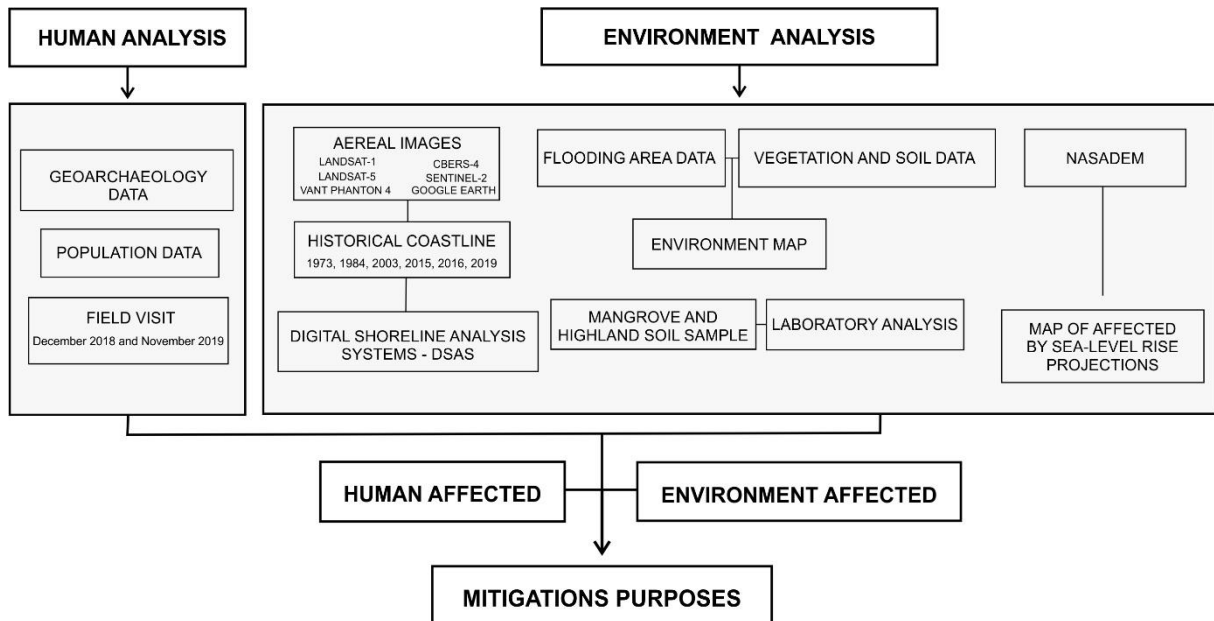 HUMAN ANALYSIS
GEOARCHAEOLOGY
DATA
POPULATION DATA
FIELD VISIT
December 2018 and November 2019
ENVIRONMENT ANALYSIS
AEREAL IMAGES
LANDSAT-1 CBERS-4
LANDSAT-5 SENTINEL-2
VANT PHANTON 4 GOOGLE EARTH
HISTORICAL COASTLINE
1973, 1984, 2003, 2015, 2016, 2019
DIGITAL SHORELINE ANALYSIS
SYSTEMS - DSAS
FLOODING AREA DATA
VEGETATION AND SOIL DATA
ENVIRONMENT MAP
MANGROVE AND
HIGHLAND SOIL SAMPLE
LABORATORY ANALYSIS
NASADEM
MAP OF AFFECTED
BY SEA-LEVEL RISE
PROJECTIONS
HUMAN AFFECTED
ENVIRONMENT AFFECTED
MITIGATIONS PURPOSES